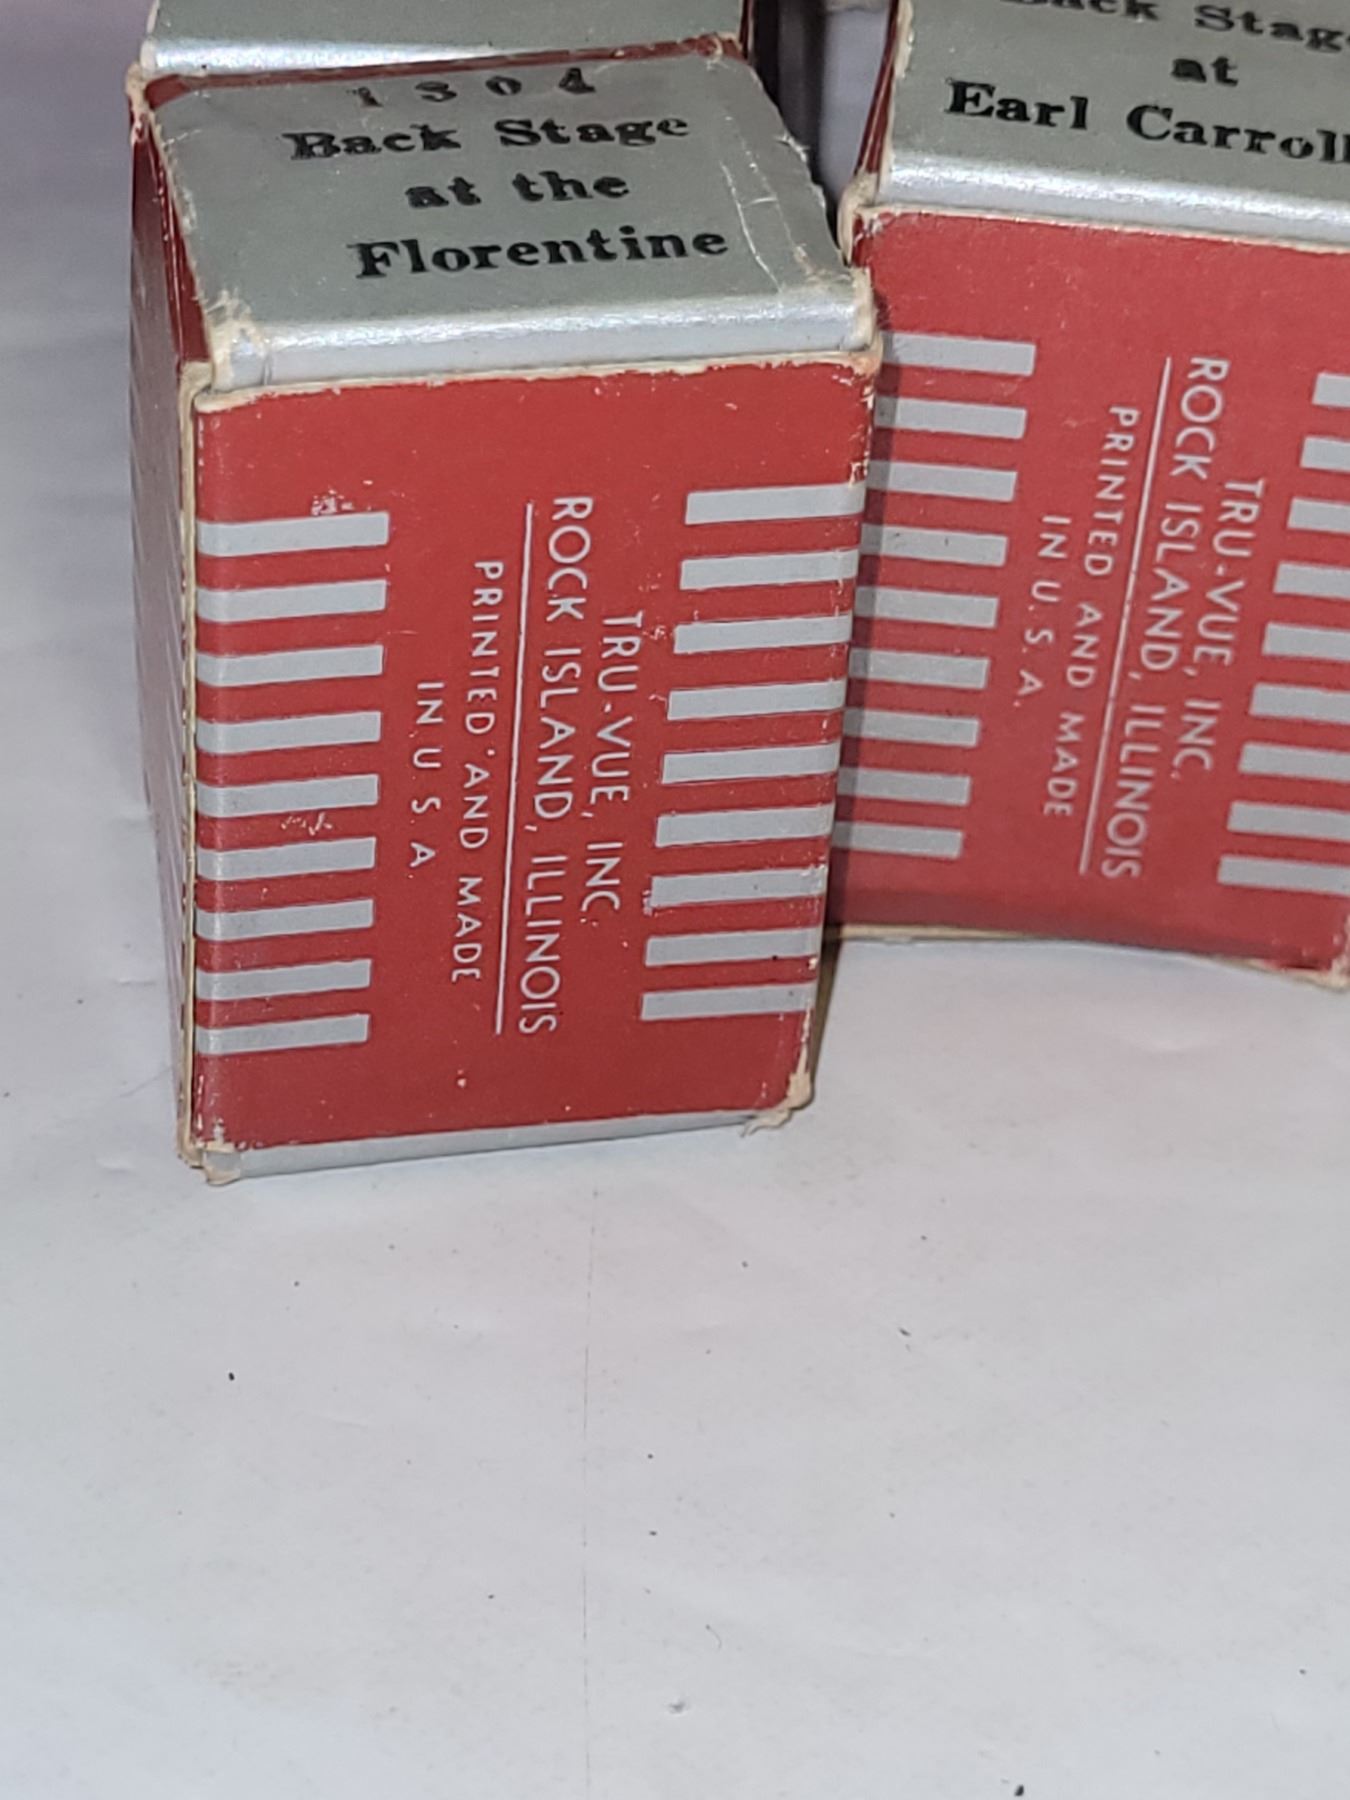 1304
Back Stage
at the
Florentine
TRU-VUE, INC.
ROCK ISLAND, ILLINOIS
PRINTED AND MADE
IN U.S.A.
Stage
at
Earl Carroll
TRU-VUE, INC.
ROCK ISLAND, ILLINOIS
PRINTED AND MADE
IN U.S.A.